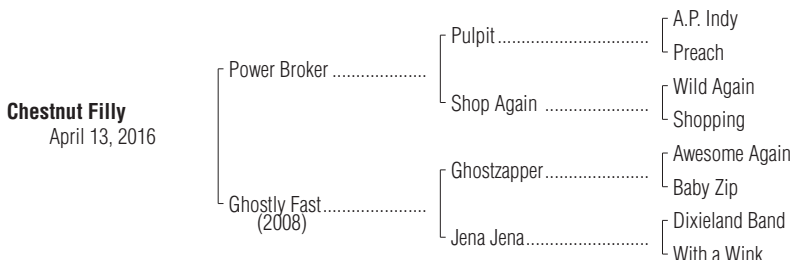 Chestnut Filly
April 13, 2016
Power Broker ....................
Ghostly Fast......................
(2008)
Pulpit................................
Shop Again ......................
Ghostzapper......................
Jena Jena..........................
A.P. Indy
Preach
Wild Again
Shopping
Awesome Again
Baby Zip
Dixieland Band
With a Wink